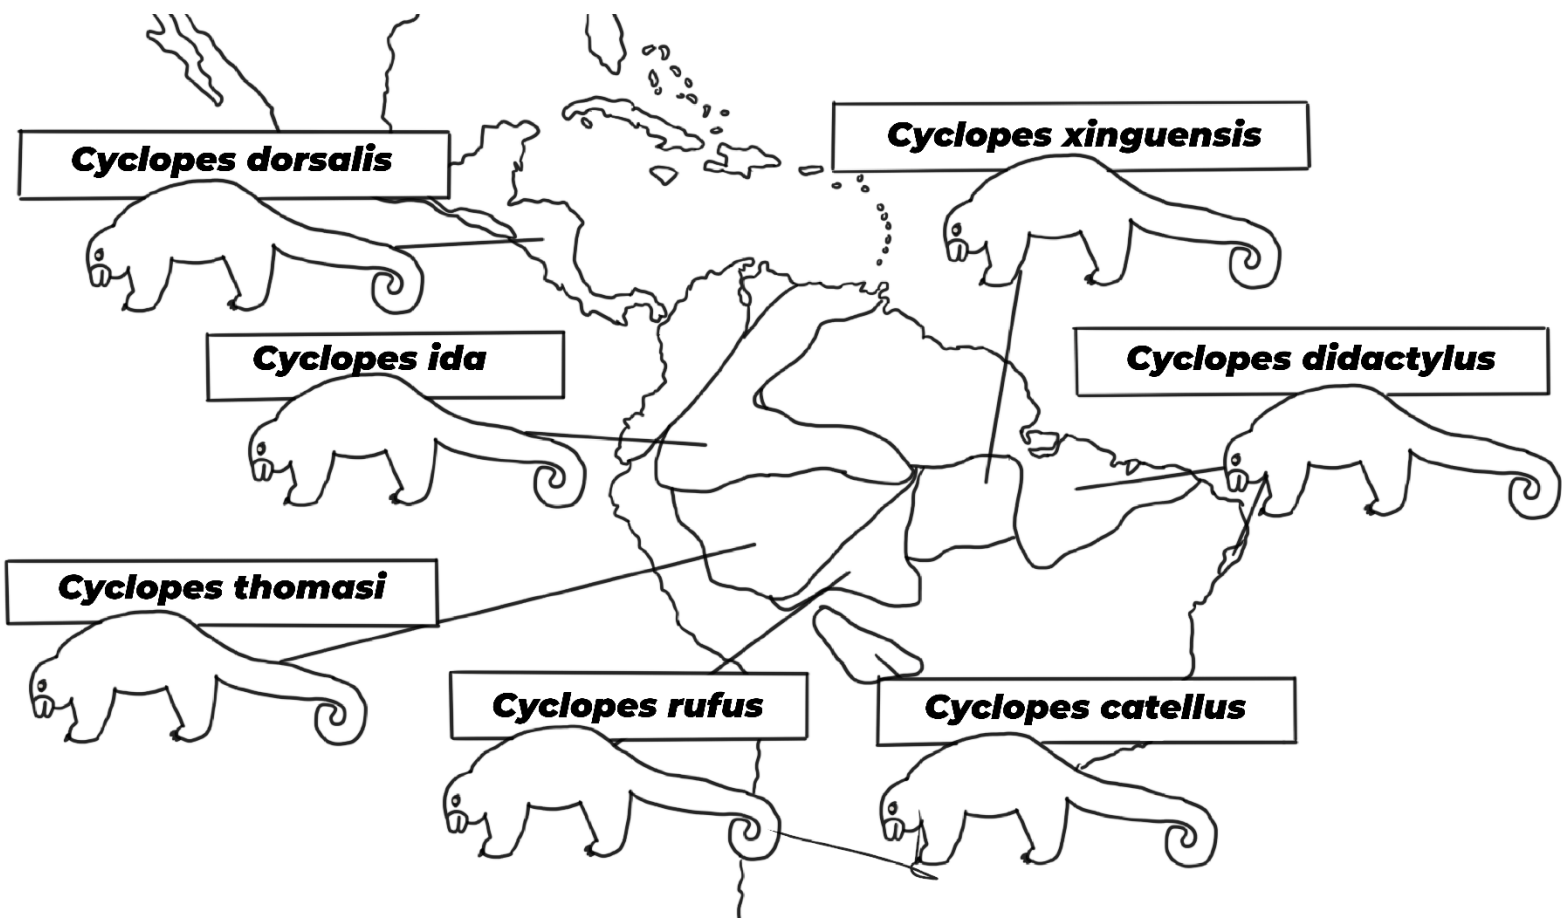 Cyclopes dorsalis
Cyclopes xinguensis
Cyclopes ida
Cyclopes didactylus
Cyclopes thomasi
Cyclopes rufus
Cyclopes catellus